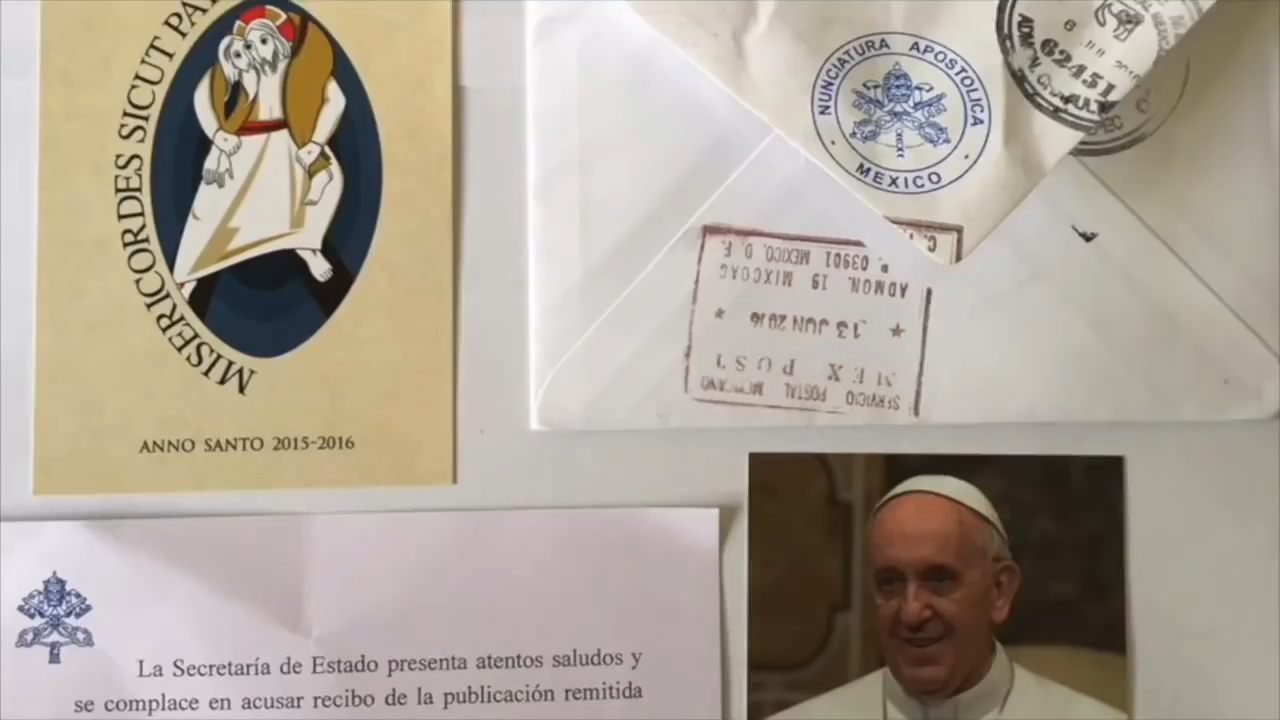 MISERICORDES SICUT PA
ANNO SANTO 2015-2016
NUNCIATURA APOSTOLICA
· MEXICO ·
62451
C.
P. 03901 MEXICO, D. F.
ADMON. 19 MIXCOAC
★ 13 JUN 2016 ★
MEX POST
SERVICIO POSTAL MEXICANO
La Secretaría de Estado presenta atentos saludos y
se complace en acusar recibo de la publicación remitida